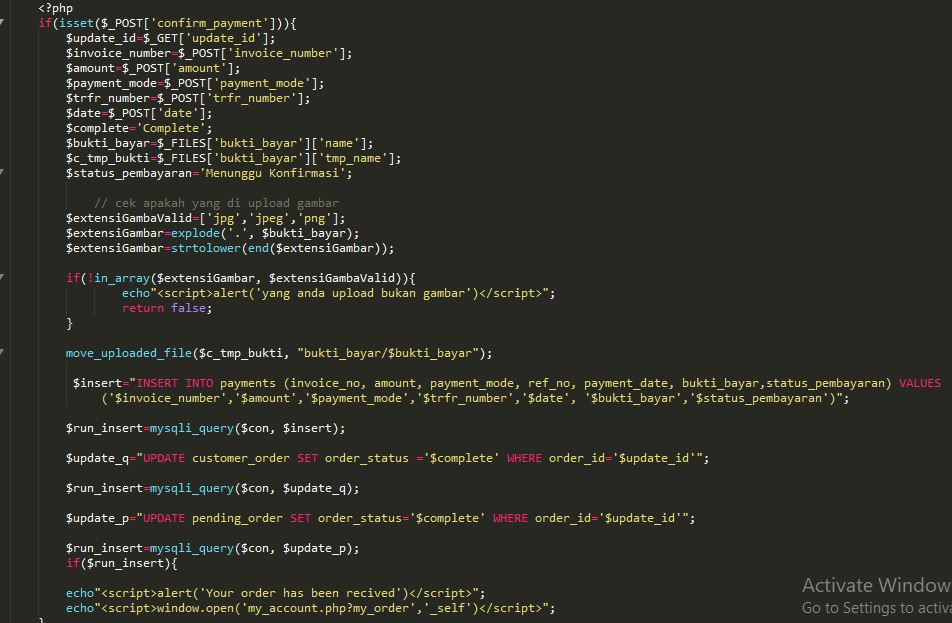 <?php
if(isset($_POST['confirm_payment'])){
$update_id=$_GET['update_id'];
$invoice_number=$_POST['invoice_number'];
$amount=$_POST['amount'];
$payment_mode=$_POST['payment_mode'];
$trfr_number=$_POST['trfr_number'];
$date=$_POST['date'];
$complete='Complete';
$bukti_bayar=$_FILES['bukti_bayar']['name'];
$c_tmp_bukti=$_FILES['bukti_bayar']['tmp_name'];
$status_pembayaran='Menunggu Konfirmasi';
// cek apakah yang di upload gambar
$extensiGambaValid=['jpg','jpeg','png'];
$extensiGambar=explode('.', $bukti_bayar);
$extensiGambar=strtolower(end($extensiGambar));
if(!in_array($extensiGambar, $extensiGambaValid)){
echo"<script>alert('yang anda upload bukan gambar')</script>";
return false;
}
move_uploaded_file($c_tmp_bukti, "bukti_bayar/$bukti_bayar");
$insert="INSERT INTO payments (invoice_no, amount, payment_mode, ref_no, payment_date, bukti_bayar,status_pembayaran) VALUES
('$invoice_number','$amount','$payment_mode','$trfr_number','$date', '$bukti_bayar','$status_pembayaran')";
$run_insert=mysqli_query($con, $insert);
$update_q="UPDATE customer_order SET order_status ='$complete' WHERE order_id='$update_id'";
$run_insert=mysqli_query($con, $update_q);
$update_p="UPDATE pending_order SET order_status='$complete' WHERE order_id='$update_id'";
$run_insert=mysqli_query($con, $update_p);
if($run_insert){
echo"<script>alert('Your order has been recived')</script>";
echo"<script>window.open('my_account.php?my_order','_self')</script>";
}
Activate Window
Go to Settings to activa